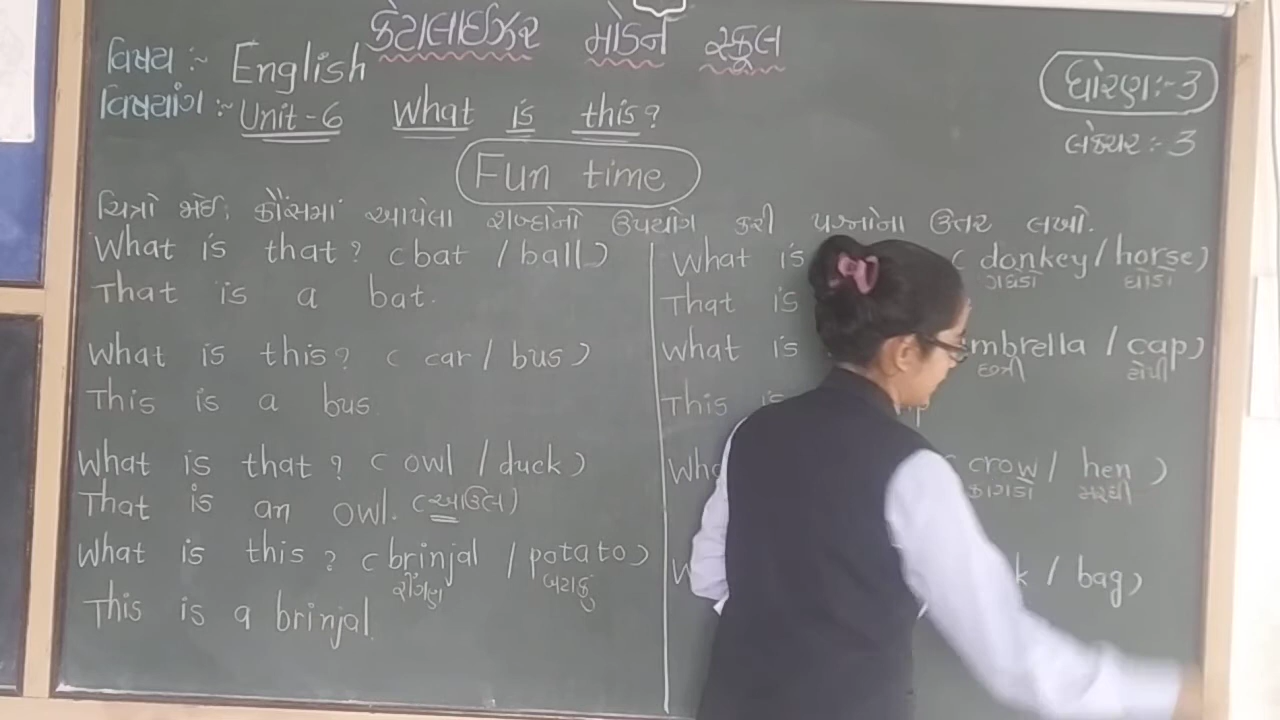 કેટાલાઈઝર મોડર્ન સ્કૂલ
વિષય :- English
વિષયાંગ :- Unit-6 What is this?
ધોરણ:-3
લેક્ચર:-3
Fun time
ચિત્રો જોઈ, કૌંસમાં આપેલા શબ્દોનો ઉપયોગ કરી પ્રશ્નોના ઉત્તર લખો.
What is that? (bat / ball)
That is a bat.
What is this? (car / bus)
This is a bus.
What is that? (owl / duck)
That is an owl. (આઉલ)
What is this? (brinjal / potato)
રીંગણ બટાકું
This is a brinjal.
What is (donkey / horse)
ગધેડો ઘોડો
That is
What is mbrella / cap)
છત્રી ટોપી
This is
(crow / hen)
કાગડો મરઘી
k / bag)